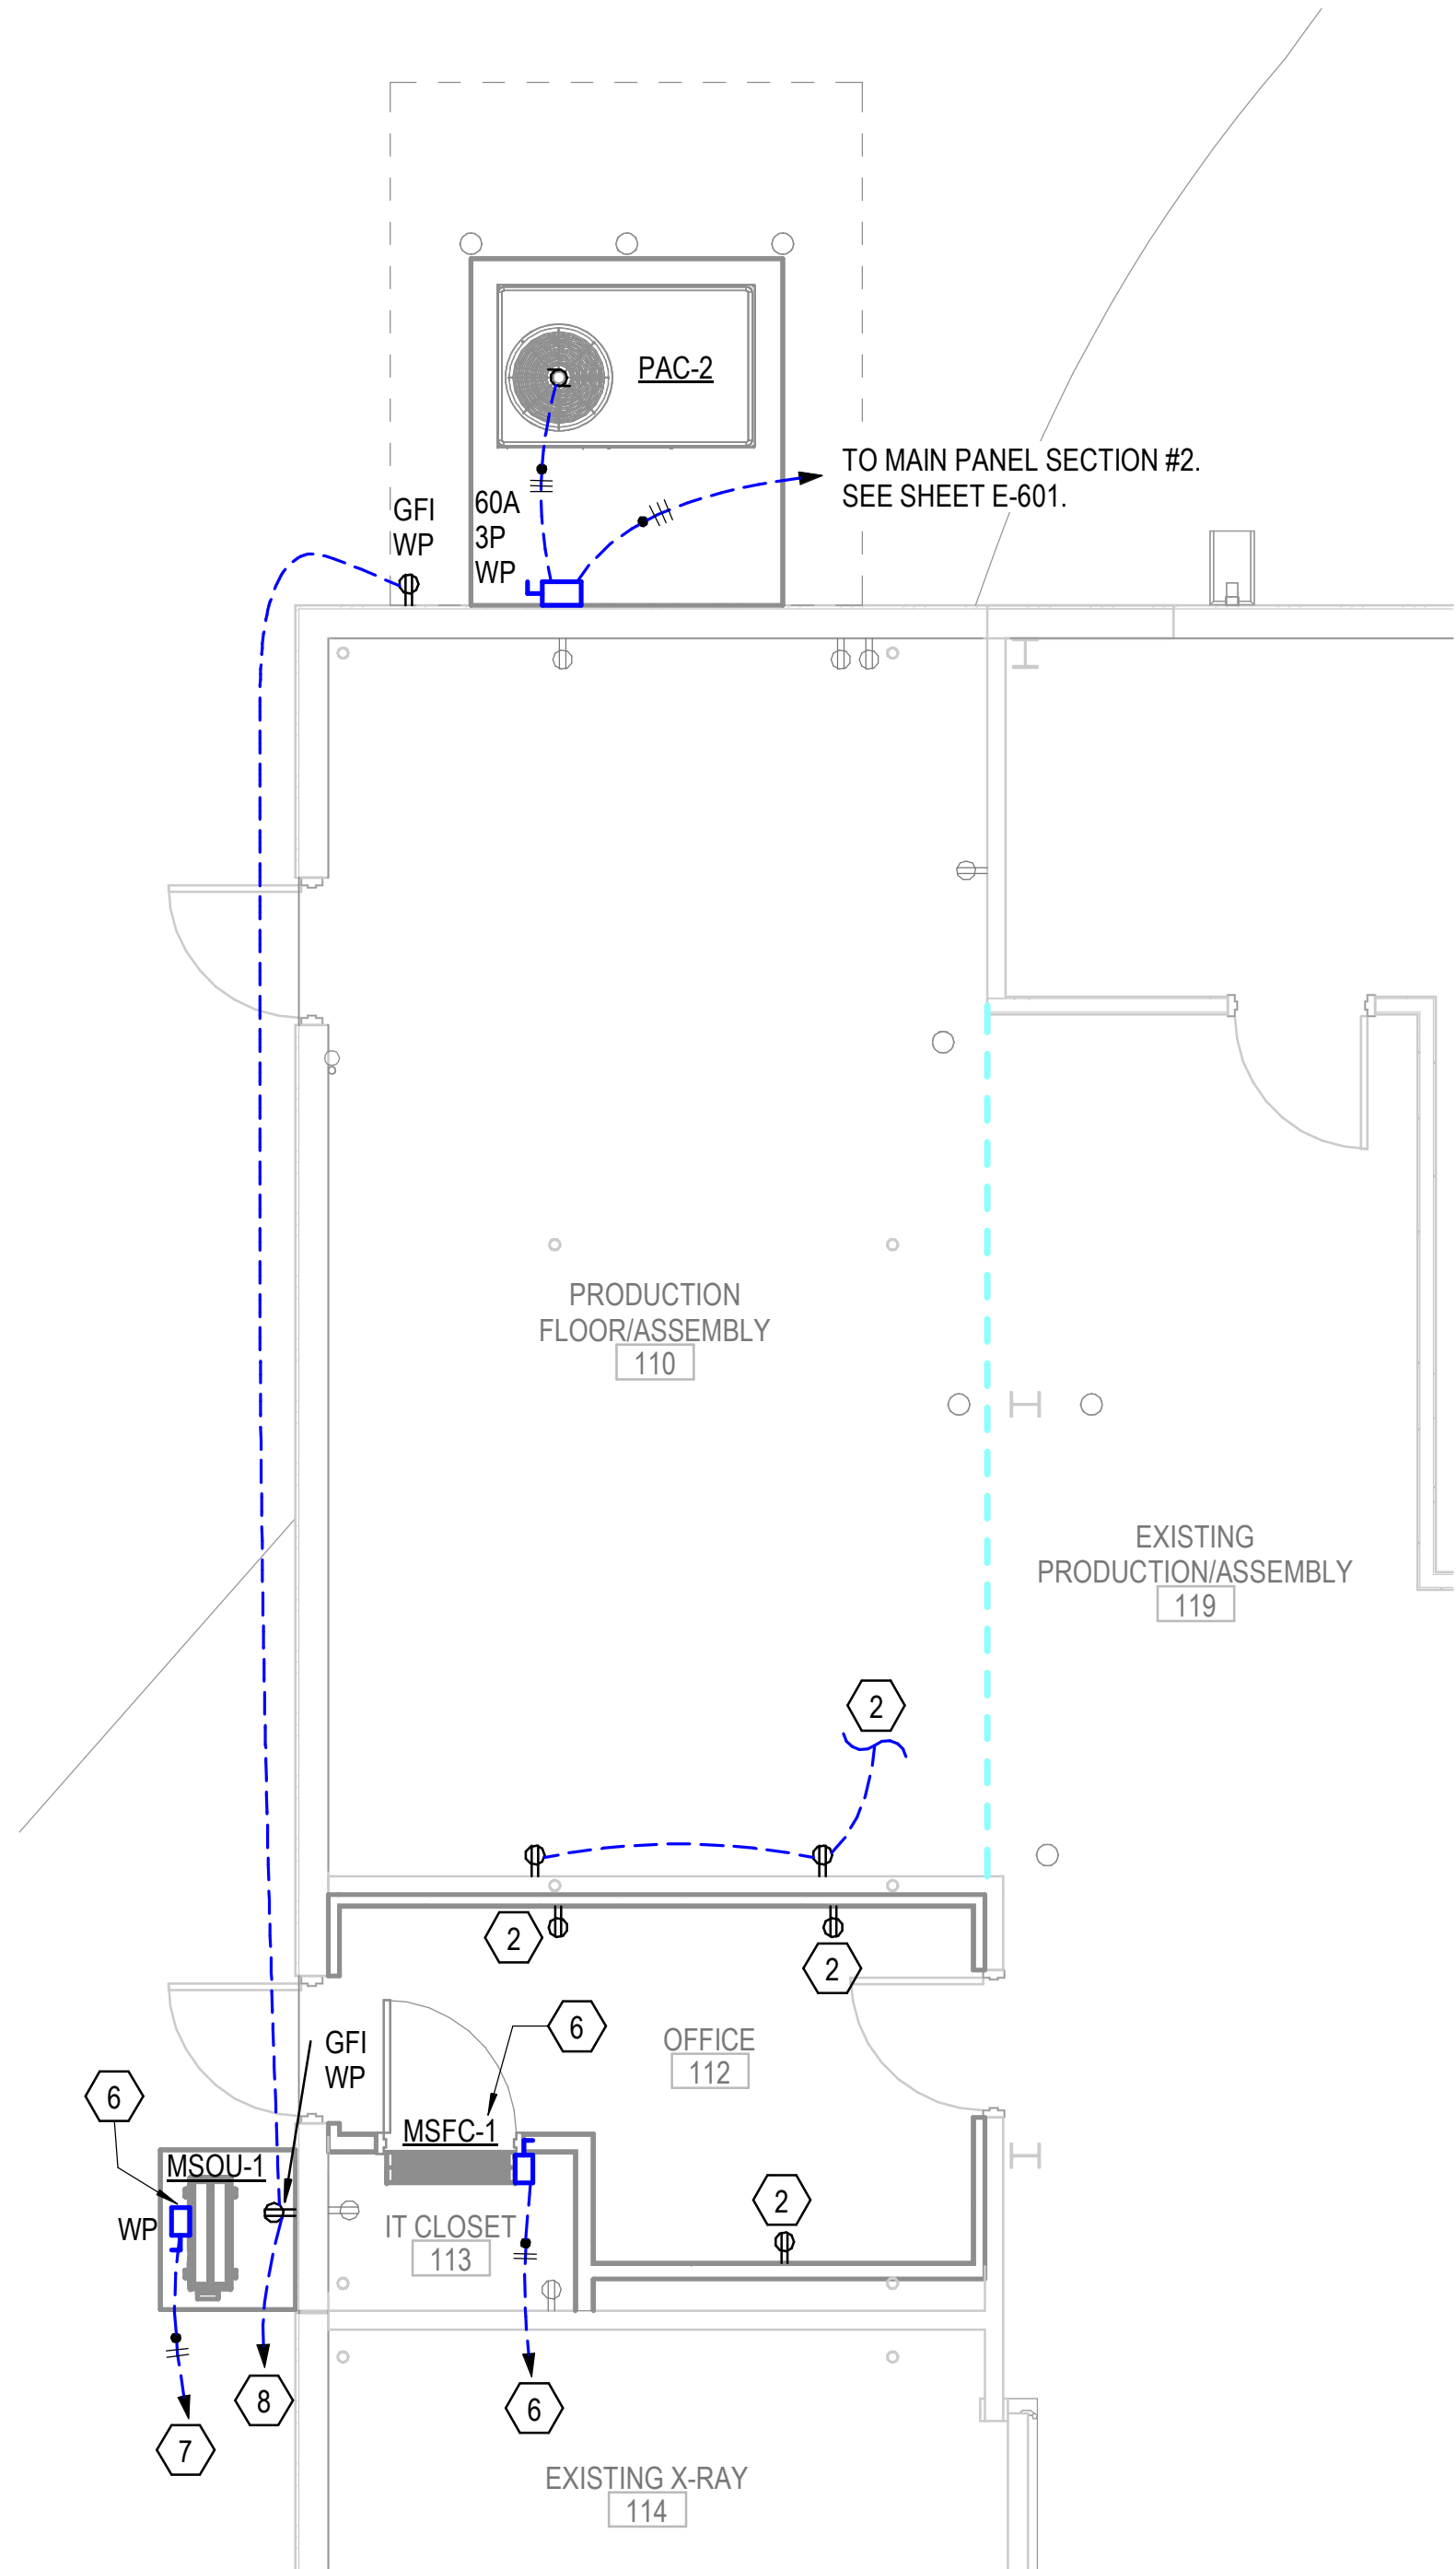 PAC-2
TO MAIN PANEL SECTION #2.
SEE SHEET E-601.
GFI
WP
60A
3P
WP
PRODUCTION
FLOOR/ASSEMBLY
110
EXISTING
PRODUCTION/ASSEMBLY
119
2
2
2
6
OFFICE
112
GFI
WP
6
MSFC-1
MSOU-1
WP
2
IT CLOSET
113
8
6
7
EXISTING X-RAY
114